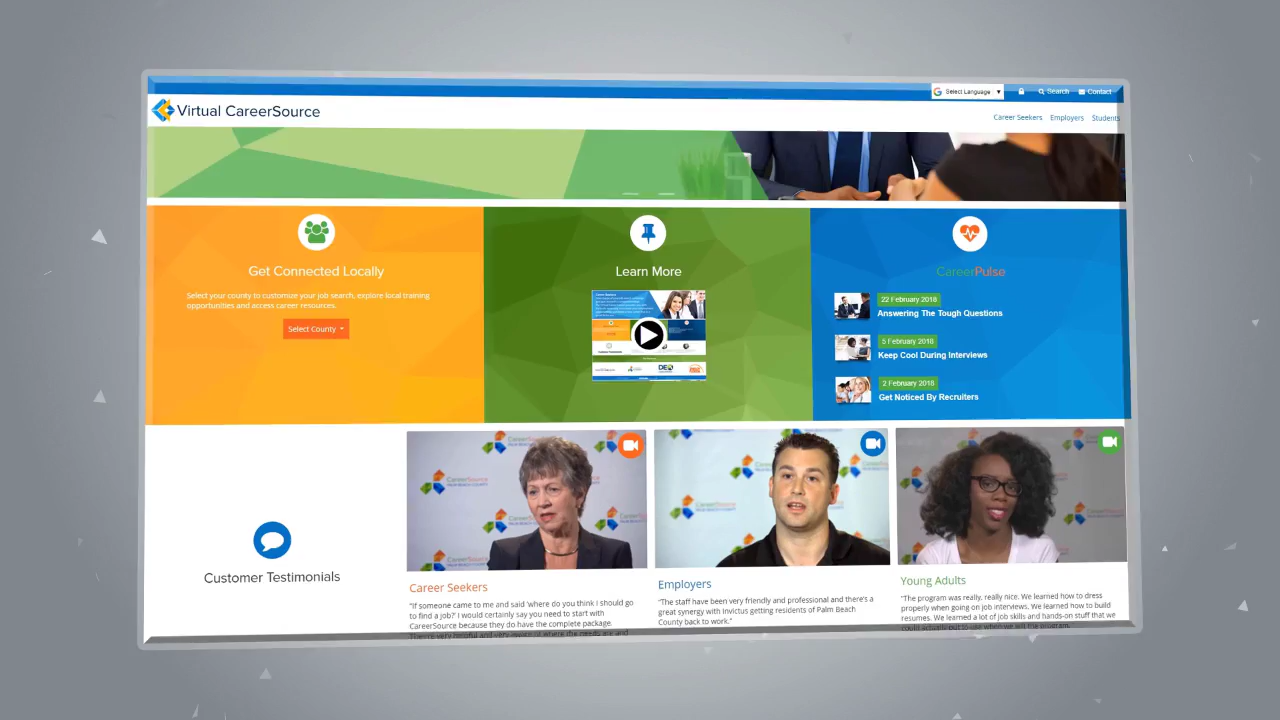 Select Language ▼
Search
Contact
Virtual CareerSource
Career Seekers
Employers
Students
Get Connected Locally
Select your county to customize your job search, explore local training
opportunities and access career resources.
Select County
Learn More
CareerPulse
22 February 2018
Answering The Tough Questions
5 February 2018
Keep Cool During Interviews
2 February 2018
Get Noticed By Recruiters
Customer Testimonials
CareerSource
CareerSource
CareerSource
Career Seekers
"If someone came to me and said 'where do you think I should go
to find a job?' I would certainly say you need to start with
CareerSource because they do have the complete package.
Employers
"The staff have been very friendly and professional and there's a
great synergy with invictus getting residents of Palm Beach
County back to work."
Young Adults
"The program was really, really nice. We learned how to dress
properly when going on job interviews. We learned how to build
resumes. We learned a lot of job skills and hands-on stuff that we